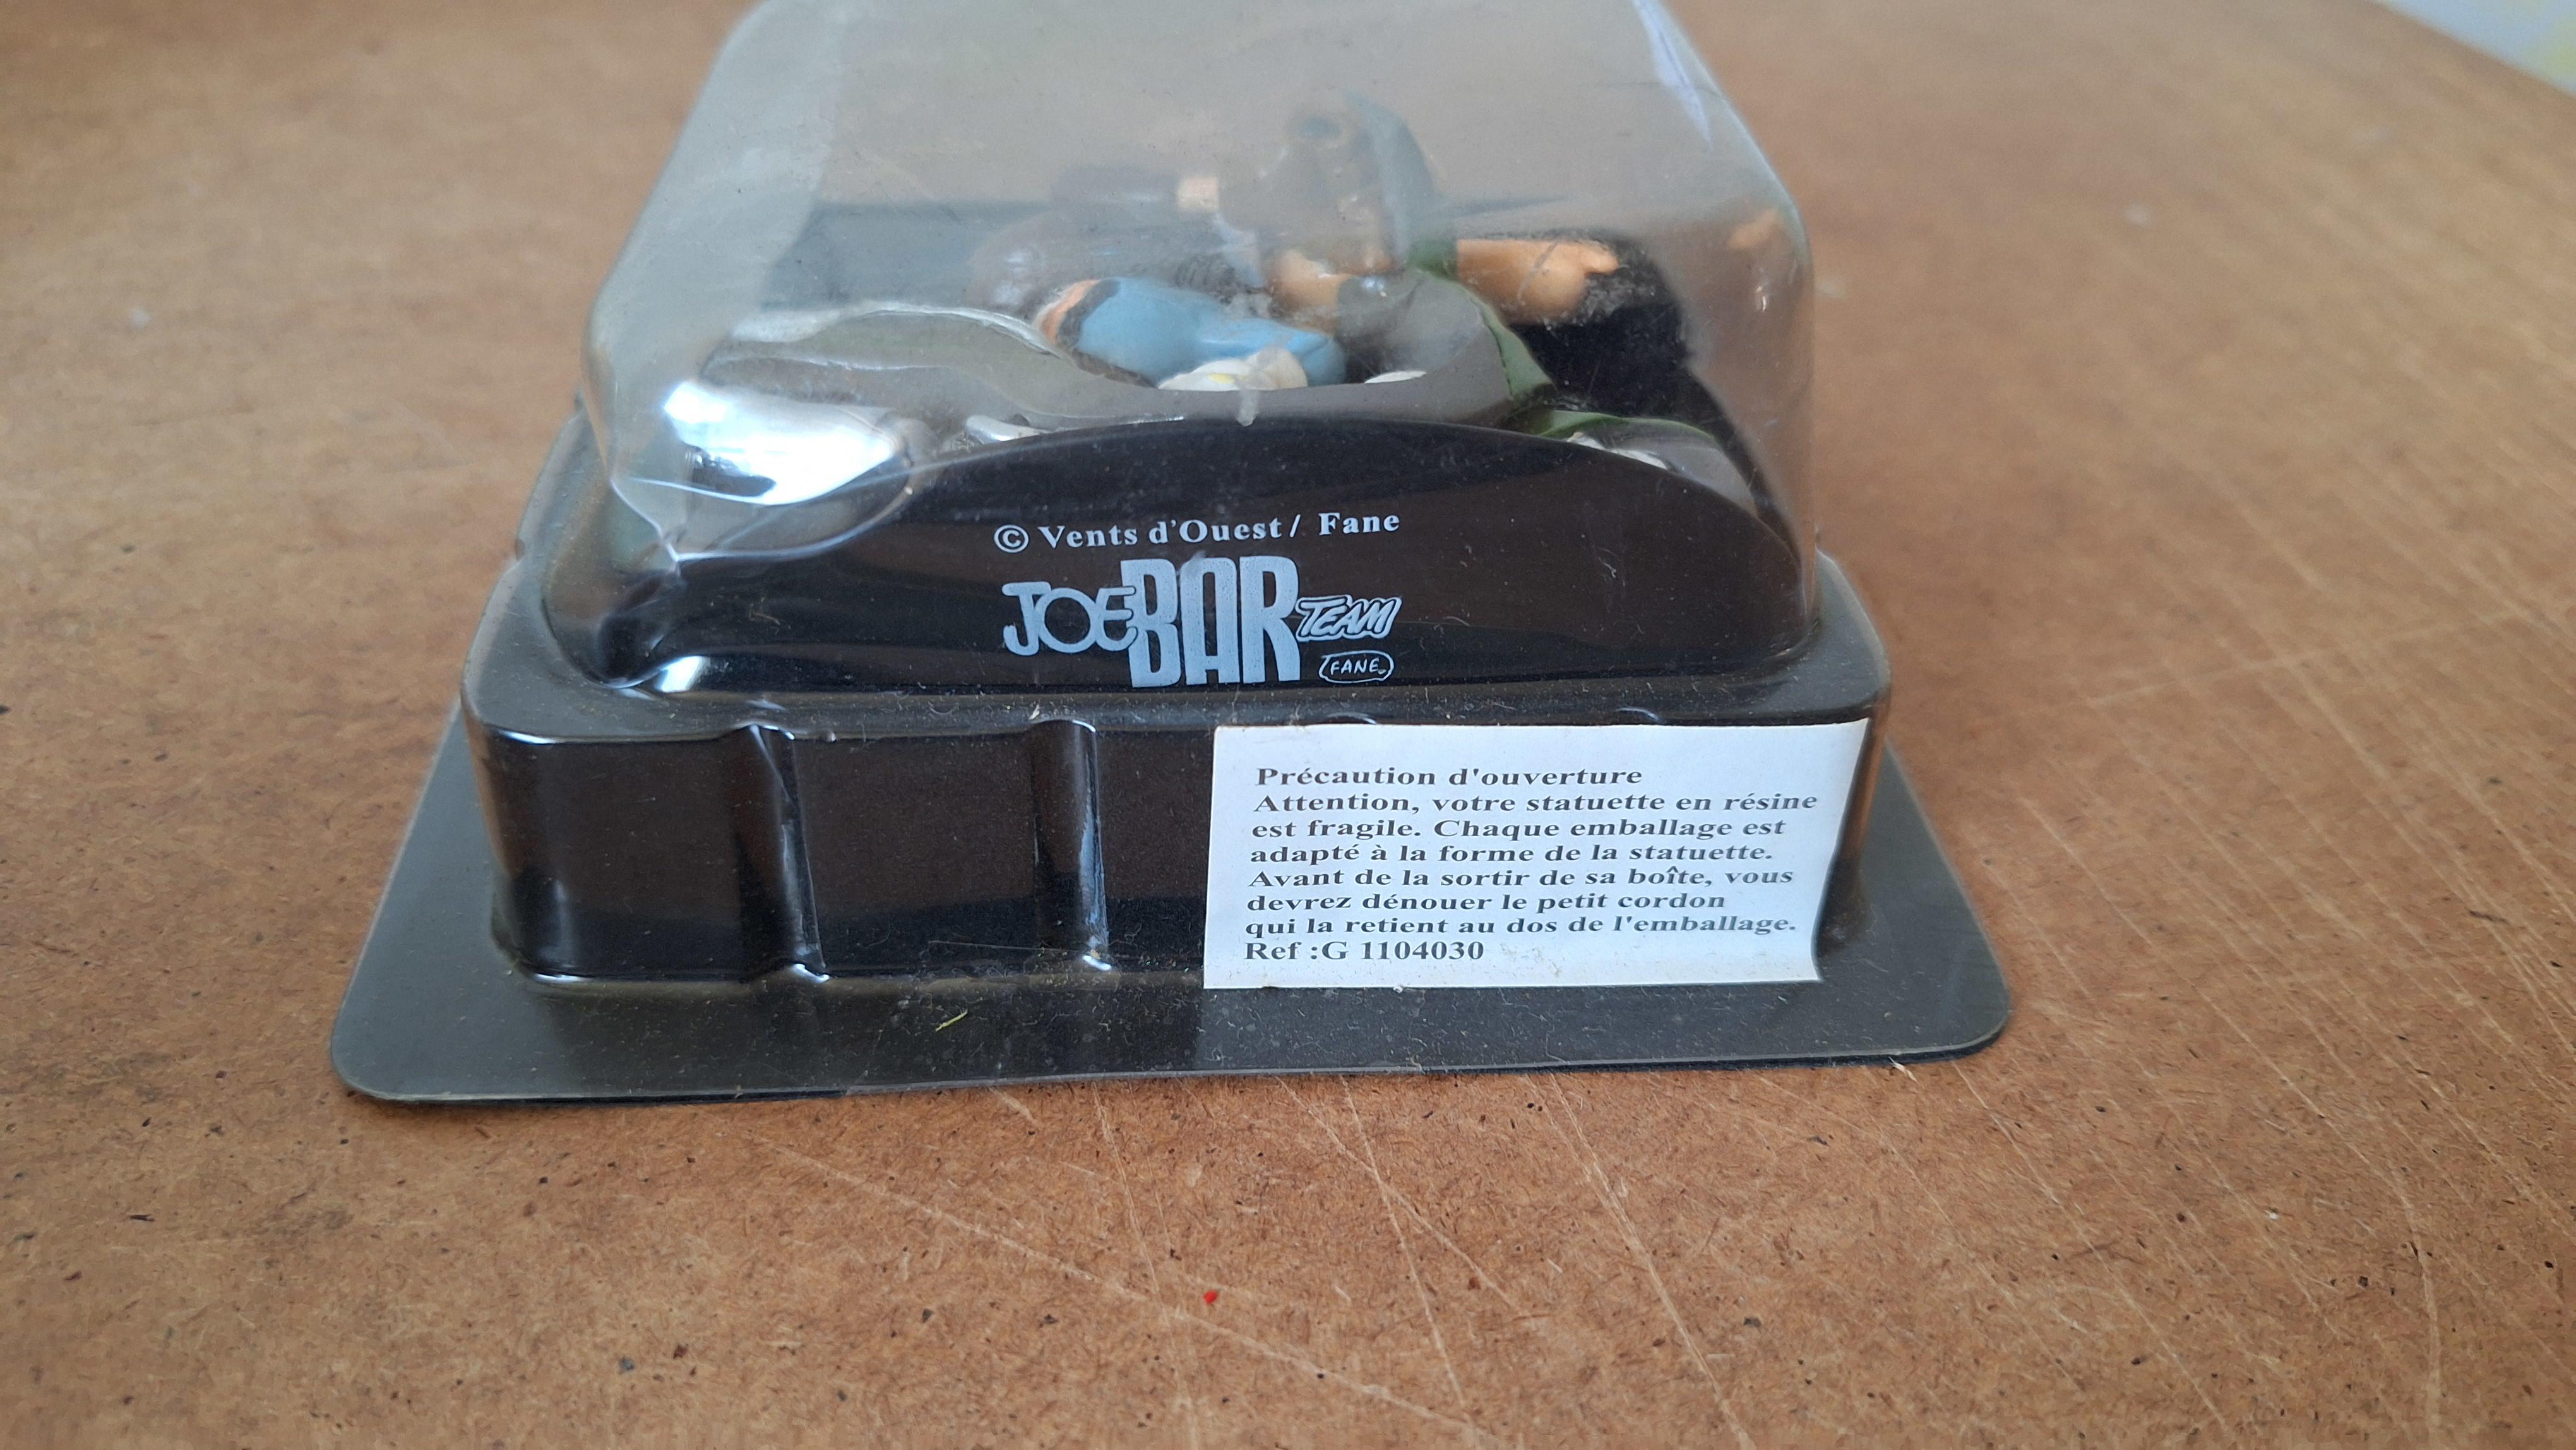 © Vents d'Ouest / Fane
JOE BAR TEAM
FANE
Précaution d'ouverture
Attention, votre statuette en résine
est fragile. Chaque emballage est
adapté à la forme de la statuette.
Avant de la sortir de sa boîte, vous
devrez dénouer le petit cordon
qui la retient au dos de l'emballage.
Ref :G 1104030